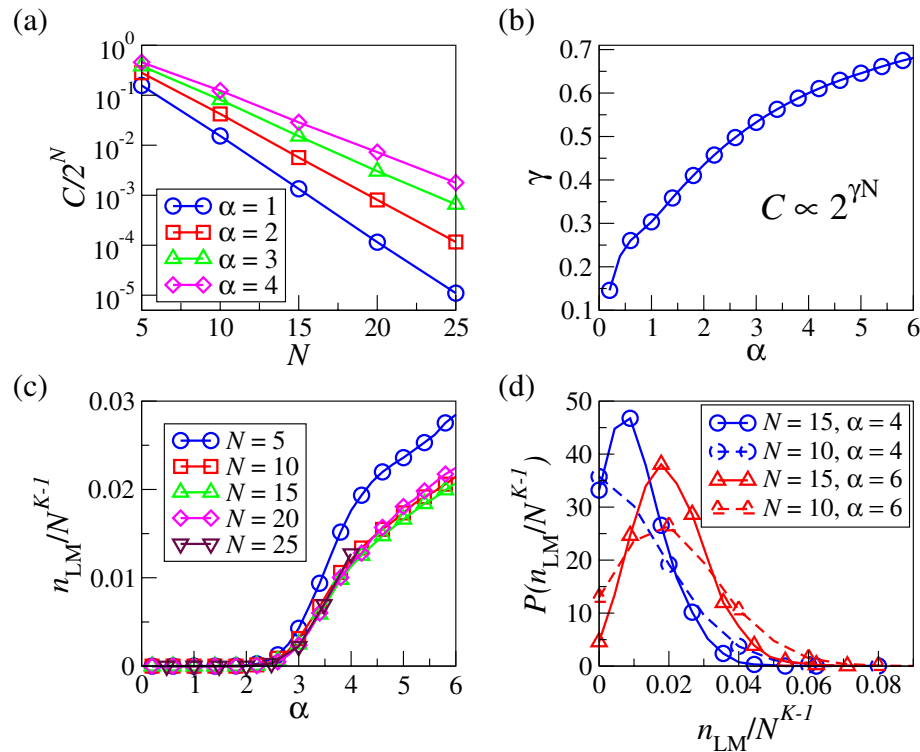 (a)
10^0
10^-1
10^-2
10^-3
10^-4
10^-5
C/2^N
α = 1
α = 2
α = 3
α = 4
5 10 15 20 25
N
(b)
0.7
0.6
0.5
0.4
0.3
0.2
0.1
γ
C ∝ 2^γN
0 1 2 3 4 5 6
α
(c)
0.03
0.02
0.01
0
n_LM/N^K-1
N = 5
N = 10
N = 15
N = 20
N = 25
0 1 2 3 4 5 6
α
(d)
50
40
30
20
10
0
P(n_LM/N^K-1)
N = 15, α = 4
N = 10, α = 4
N = 15, α = 6
N = 10, α = 6
0 0.02 0.04 0.06 0.08
n_LM/N^K-1